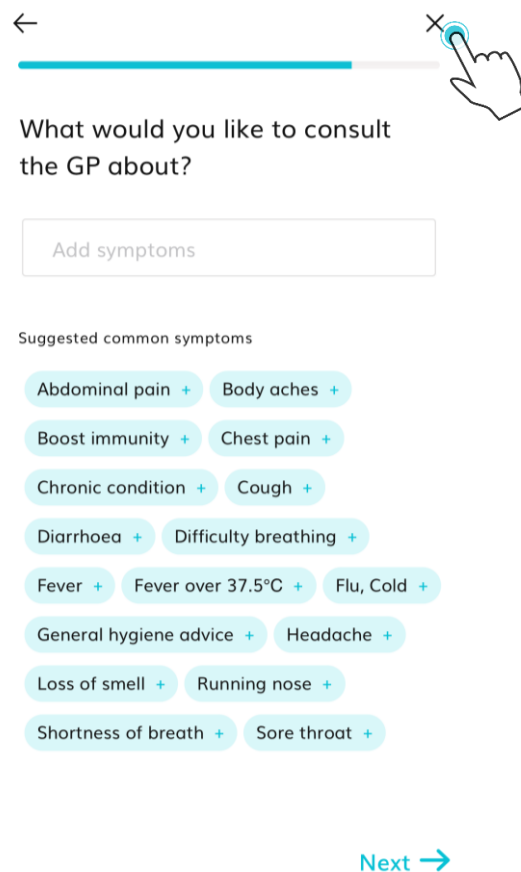 What would you like to consult
the GP about?
Add symptoms
Suggested common symptoms
Abdominal pain + Body aches +
Boost immunity + Chest pain +
Chronic condition + Cough +
Diarrhoea + Difficulty breathing +
Fever + Fever over 37.5°C + Flu, Cold +
General hygiene advice + Headache +
Loss of smell + Running nose +
Shortness of breath + Sore throat +
Next →